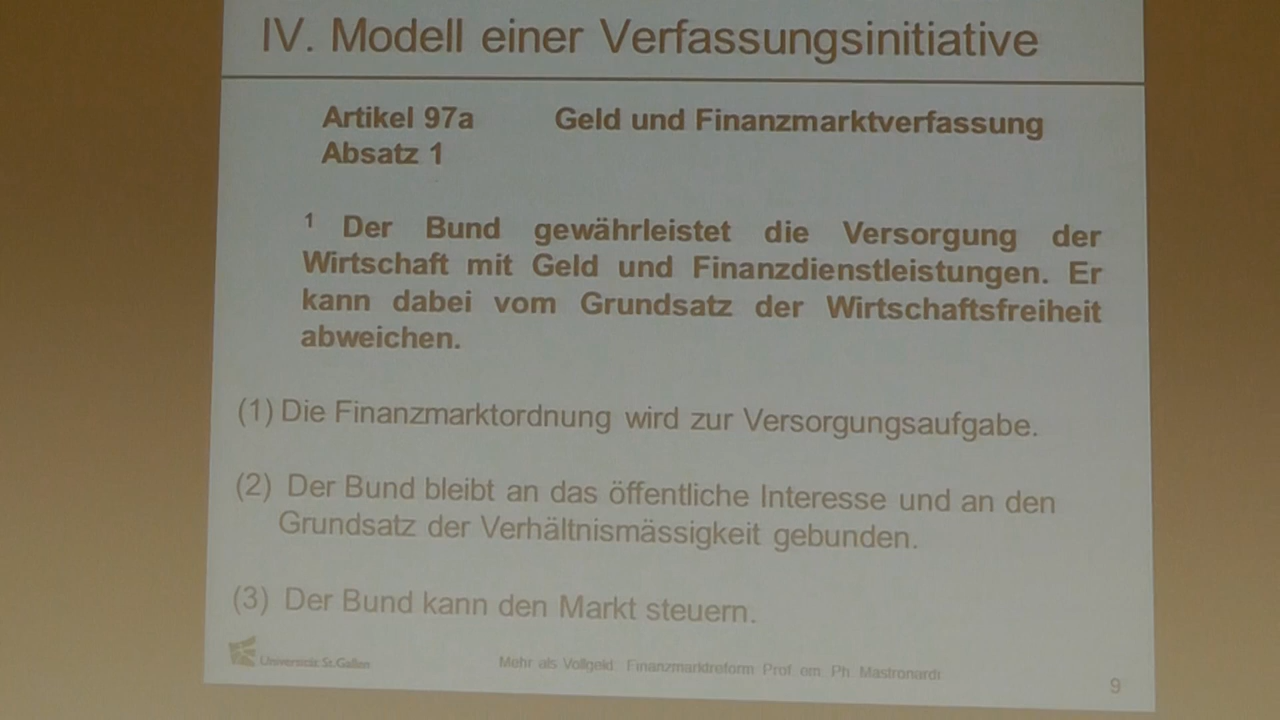 IV. Modell einer Verfassungsinitiative
Artikel 97a Geld und Finanzmarktverfassung
Absatz 1
¹ Der Bund gewährleistet die Versorgung der
Wirtschaft mit Geld und Finanzdienstleistungen. Er
kann dabei vom Grundsatz der Wirtschaftsfreiheit
abweichen.
(1) Die Finanzmarktordnung wird zur Versorgungsaufgabe.
(2) Der Bund bleibt an das öffentliche Interesse und an den
Grundsatz der Verhältnismässigkeit gebunden.
(3) Der Bund kann den Markt steuern.
Universität St.Gallen
Mehr als Vollgeld: Finanzmarktreform Prof. em. Ph. Mastronardi
9